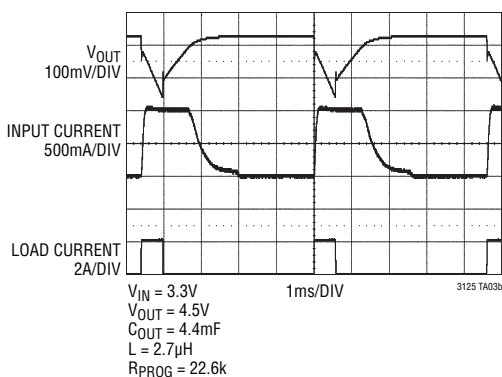 VOUT
100mV/DIV
INPUT CURRENT
500mA/DIV
LOAD CURRENT
2A/DIV
1ms/DIV
3125 TA03b
VIN = 3.3V
VOUT = 4.5V
COUT = 4.4mF
L = 2.7µH
RPROG = 22.6k